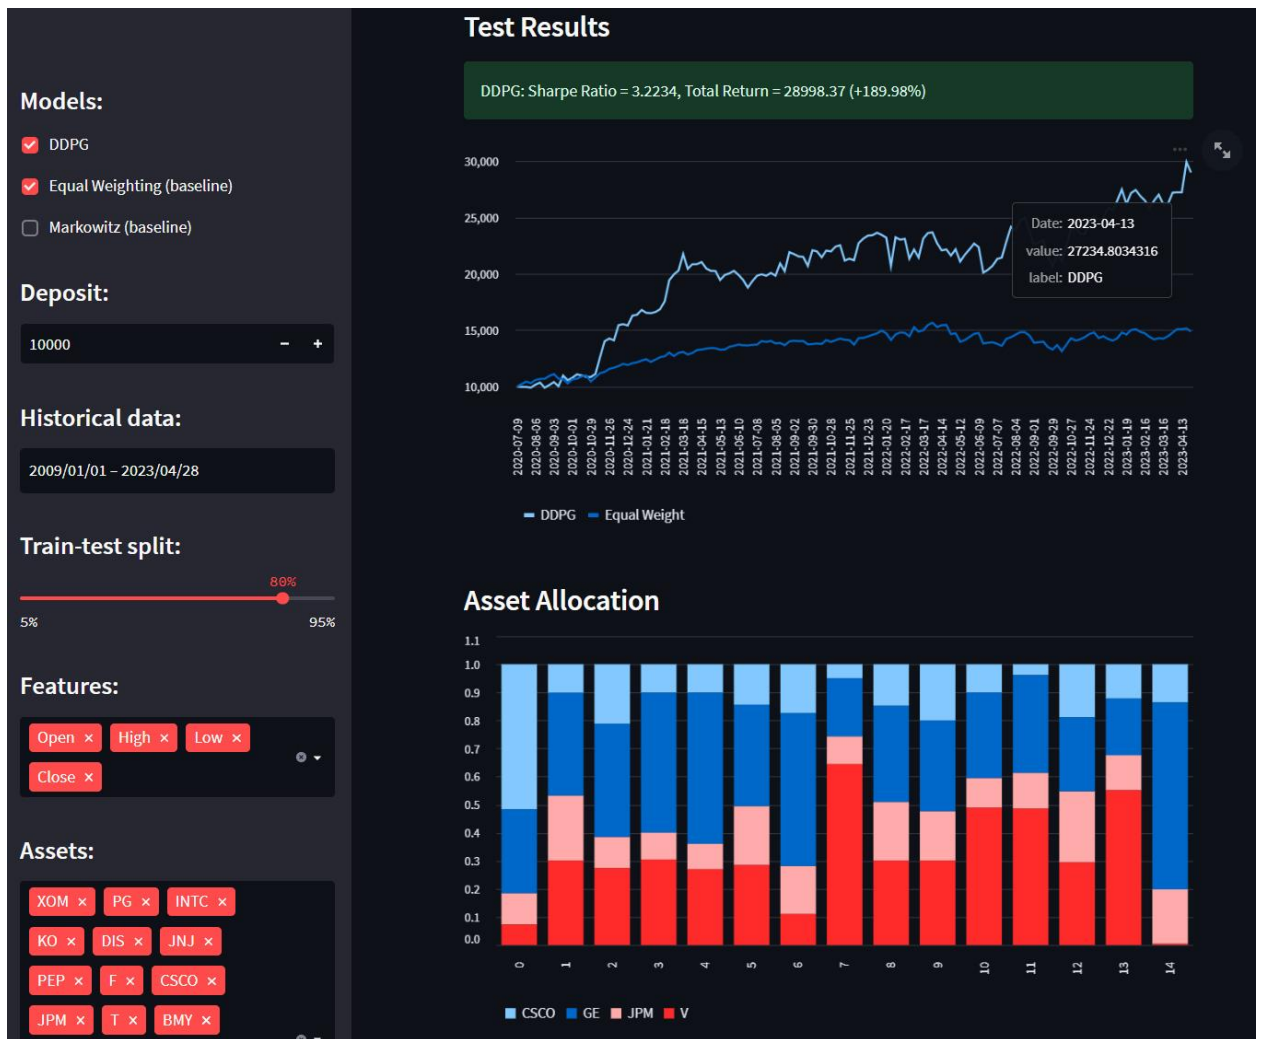 Models:
DDPG
Equal Weighting (baseline)
Markowitz (baseline)
Deposit:
10000 − +
Historical data:
2009/01/01 – 2023/04/28
Train-test split:
80%
5% 95%
Features:
Open × High × Low ×
Close ×
Assets:
XOM × PG × INTC ×
KO × DIS × JNJ ×
PEP × F × CSCO ×
JPM × T × BMY ×
Test Results
DDPG: Sharpe Ratio = 3.2234, Total Return = 28998.37 (+189.98%)
30,000
25,000
20,000
15,000
10,000
Date: 2023-04-13
value: 27234.8034316
label: DDPG
2020-07-09
2020-08-06
2020-09-03
2020-10-01
2020-10-29
2020-11-26
2020-12-24
2021-01-21
2021-02-18
2021-03-18
2021-04-15
2021-05-13
2021-06-10
2021-07-08
2021-08-05
2021-09-02
2021-09-30
2021-10-28
2021-11-25
2021-12-23
2022-01-20
2022-02-17
2022-03-17
2022-04-14
2022-05-12
2022-06-09
2022-07-07
2022-08-04
2022-09-01
2022-09-29
2022-10-27
2022-11-24
2022-12-22
2023-01-19
2023-02-16
2023-03-16
2023-04-13
DDPG Equal Weight
Asset Allocation
1.1
1.0
0.9
0.8
0.7
0.6
0.5
0.4
0.3
0.2
0.1
0.0
0 1 2 3 4 5 6 7 8 9 10 11 12 13 14
CSCO GE JPM V